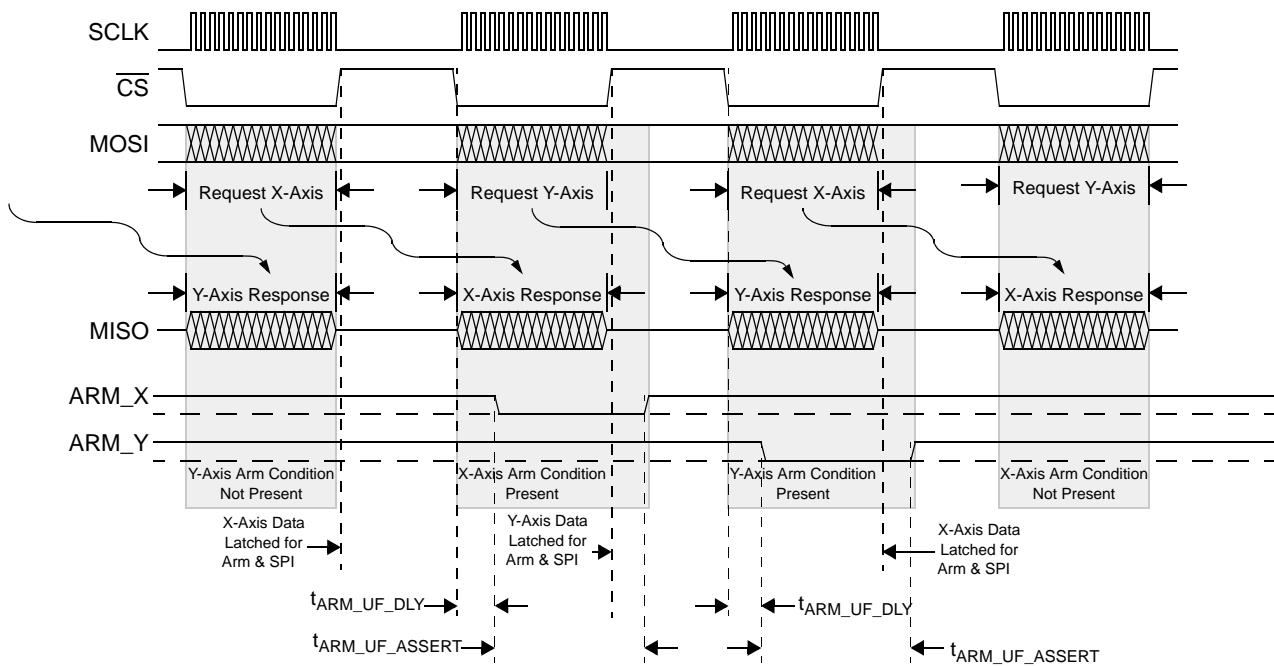 SCLK
CS
MOSI
Request X-Axis
Request Y-Axis
Request X-Axis
Request Y-Axis
Y-Axis Response
X-Axis Response
Y-Axis Response
X-Axis Response
MISO
ARM_X
ARM_Y
Y-Axis Arm Condition
Not Present
X-Axis Arm Condition
Present
Y-Axis Arm Condition
Present
X-Axis Arm Condition
Not Present
X-Axis Data
Latched for
Arm & SPI
Y-Axis Data
Latched for
Arm & SPI
X-Axis Data
Latched for
Arm & SPI
tARM_UF_DLY
tARM_UF_DLY
tARM_UF_ASSERT
tARM_UF_ASSERT